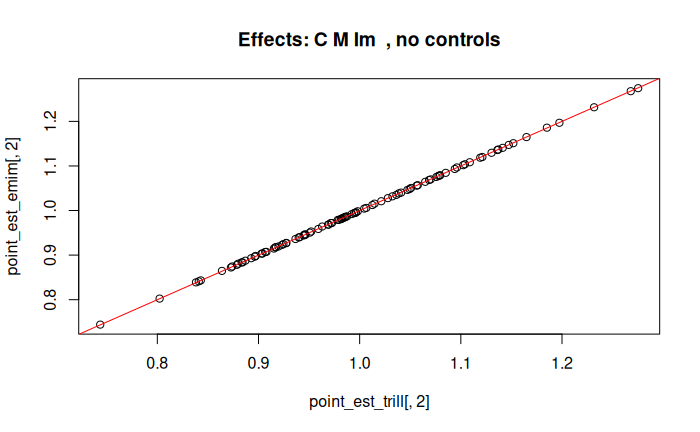 Effects: C M Im  , no controls
point_est_emim[, 2]
1.2
1.1
1.0
0.9
0.8
0.8 0.9 1.0 1.1 1.2
point_est_trill[, 2]